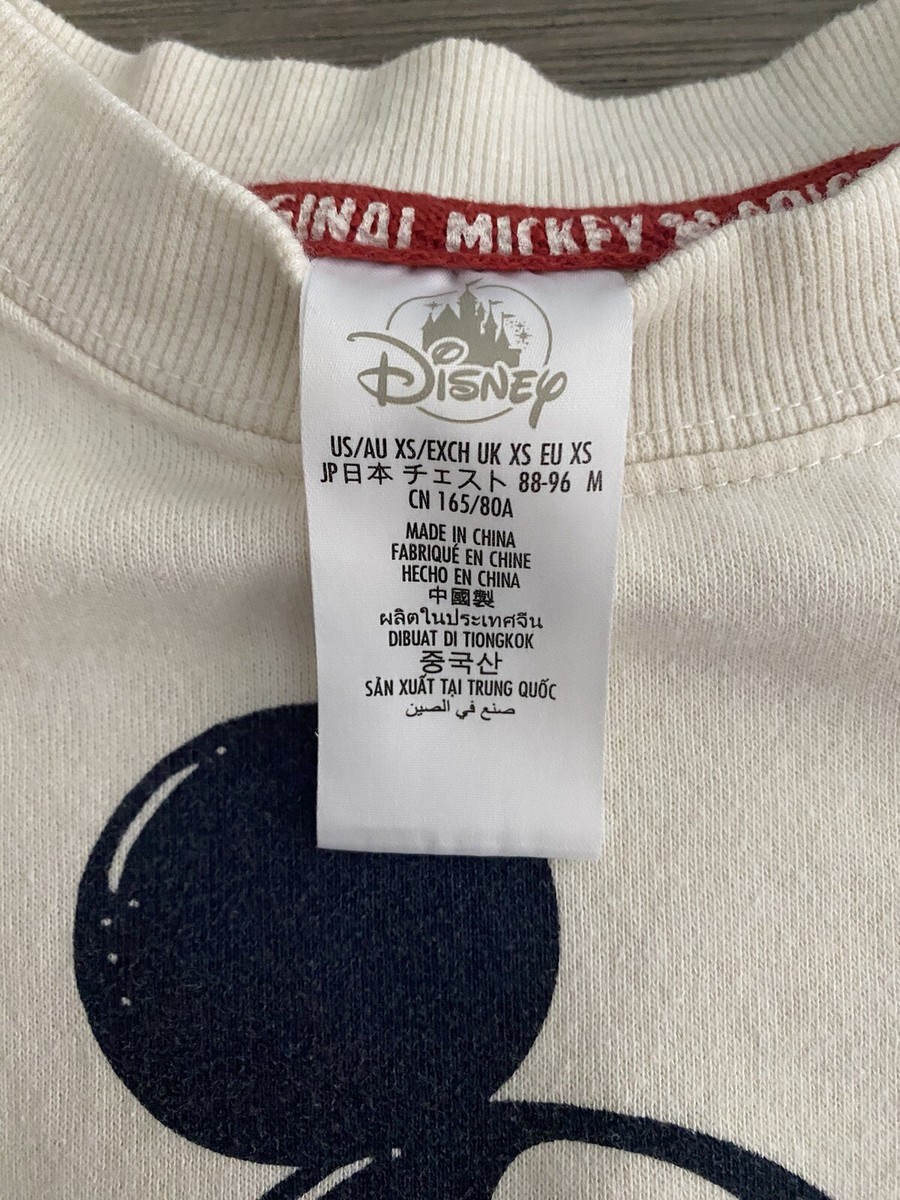 MICKEY
Disney
US/AU XS/EXCH UK XS EU XS
JP日本 チェスト 88-96 M
CN 165/80A
MADE IN CHINA
FABRIQUÉ EN CHINE
HECHO EN CHINA
中國製
ผลิตในประเทศจีน
DIBUAT DI TIONGKOK
중국산
SẢN XUẤT TẠI TRUNG QUỐC
صنع في الصين